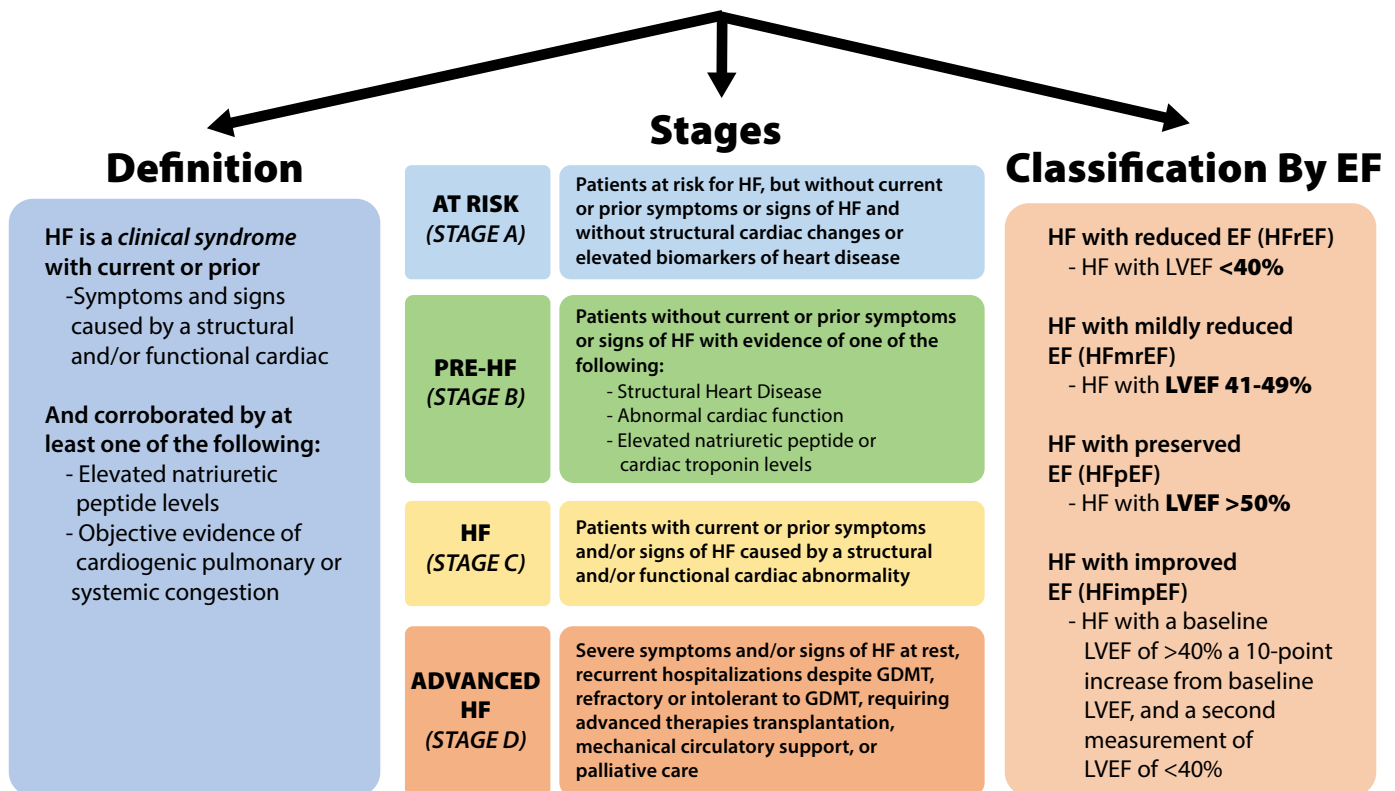 Definition
HF is a clinical syndrome
with current or prior
-Symptoms and signs
caused by a structural
and/or functional cardiac
And corroborated by at
least one of the following:
- Elevated natriuretic
peptide levels
- Objective evidence of
cardiogenic pulmonary or
systemic congestion
Stages
AT RISK
(STAGE A)
Patients at risk for HF, but without current
or prior symptoms or signs of HF and
without structural cardiac changes or
elevated biomarkers of heart disease
PRE-HF
(STAGE B)
Patients without current or prior symptoms
or signs of HF with evidence of one of the
following:
- Structural Heart Disease
- Abnormal cardiac function
- Elevated natriuretic peptide or
cardiac troponin levels
HF
(STAGE C)
Patients with current or prior symptoms
and/or signs of HF caused by a structural
and/or functional cardiac abnormality
ADVANCED
HF
(STAGE D)
Severe symptoms and/or signs of HF at rest,
recurrent hospitalizations despite GDMT,
refractory or intolerant to GDMT, requiring
advanced therapies transplantation,
mechanical circulatory support, or
palliative care
Classification By EF
HF with reduced EF (HFrEF)
- HF with LVEF <40%
HF with mildly reduced
EF (HFmrEF)
- HF with LVEF 41-49%
HF with preserved
EF (HFpEF)
- HF with LVEF >50%
HF with improved
EF (HFimpEF)
- HF with a baseline
LVEF of >40% a 10-point
increase from baseline
LVEF, and a second
measurement of
LVEF of <40%